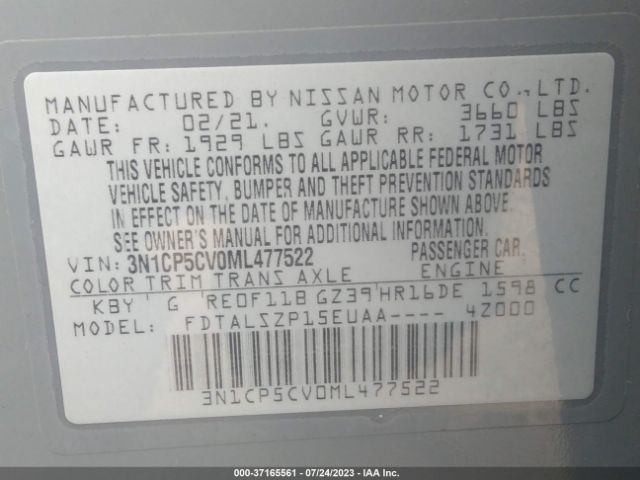 MANUFACTURED BY NISSAN MOTOR CO., LTD.
DATE: 02/21. GVWR: 3660 LBS
GAWR FR: 1929 LBS GAWR RR: 1731 LBS
THIS VEHICLE CONFORMS TO ALL APPLICABLE FEDERAL MOTOR
VEHICLE SAFETY, BUMPER AND THEFT PREVENTION STANDARDS
IN EFFECT ON THE DATE OF MANUFACTURE SHOWN ABOVE.
SEE OWNER'S MANUAL FOR ADDITIONAL INFORMATION.
VIN: 3N1CP5CV0ML477522 PASSENGER CAR.
COLOR TRIM TRANS AXLE ENGINE
KBY G RE0F11B GZ39 HR16DE 1598 CC
MODEL: FDTALSZP15EUAA---- 4Z000
3N1CP5CV0ML477522
000-37165561 - 07/24/2023 - IAAI.COM